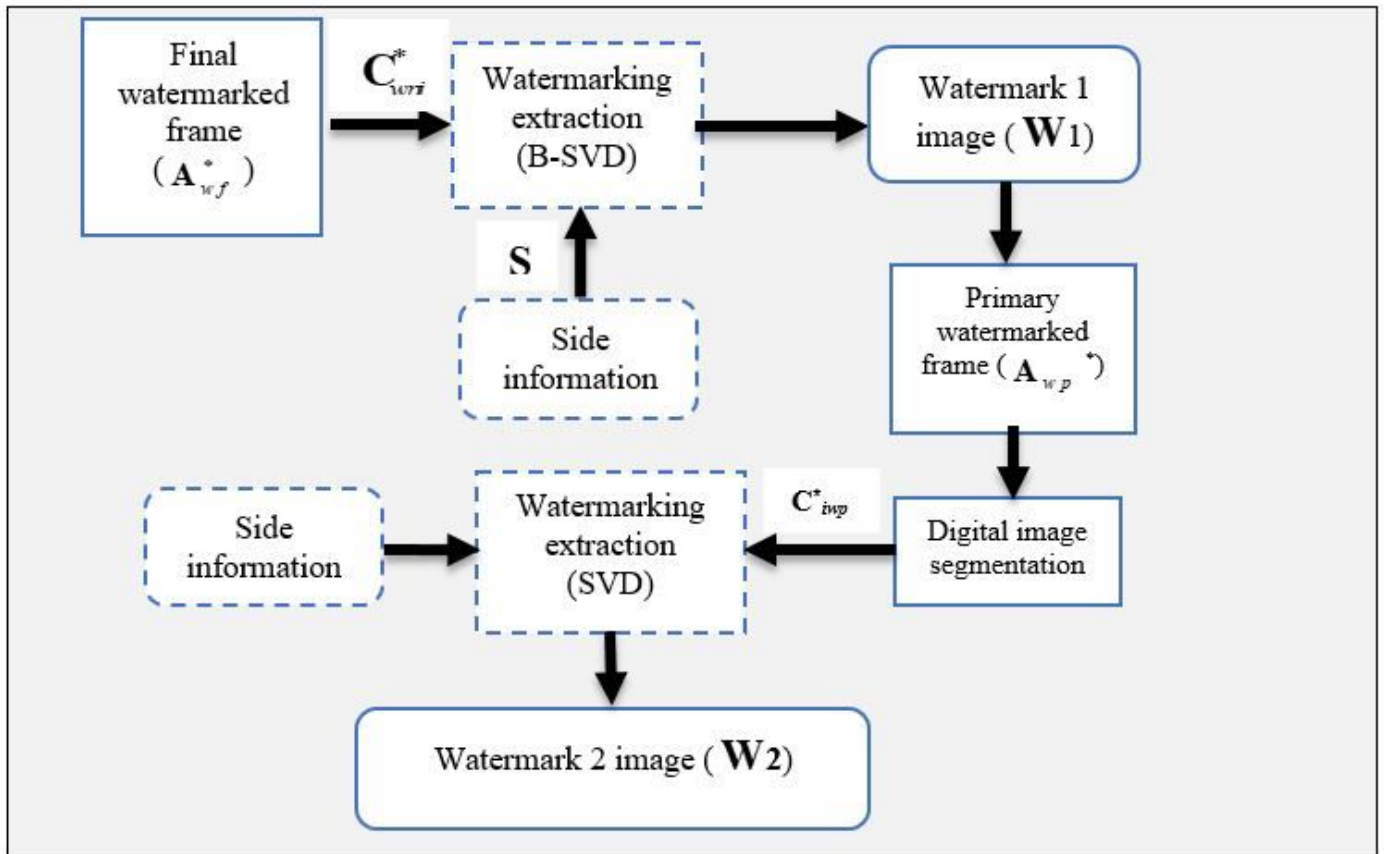 Final
watermarked
frame
( A*wf )
C*wri
Watermarking
extraction
(B-SVD)
Watermark 1
image ( W1)
S
Side
information
Primary
watermarked
frame ( A wp *)
Side
information
Watermarking
extraction
(SVD)
C*iwp
Digital image
segmentation
Watermark 2 image ( W2)